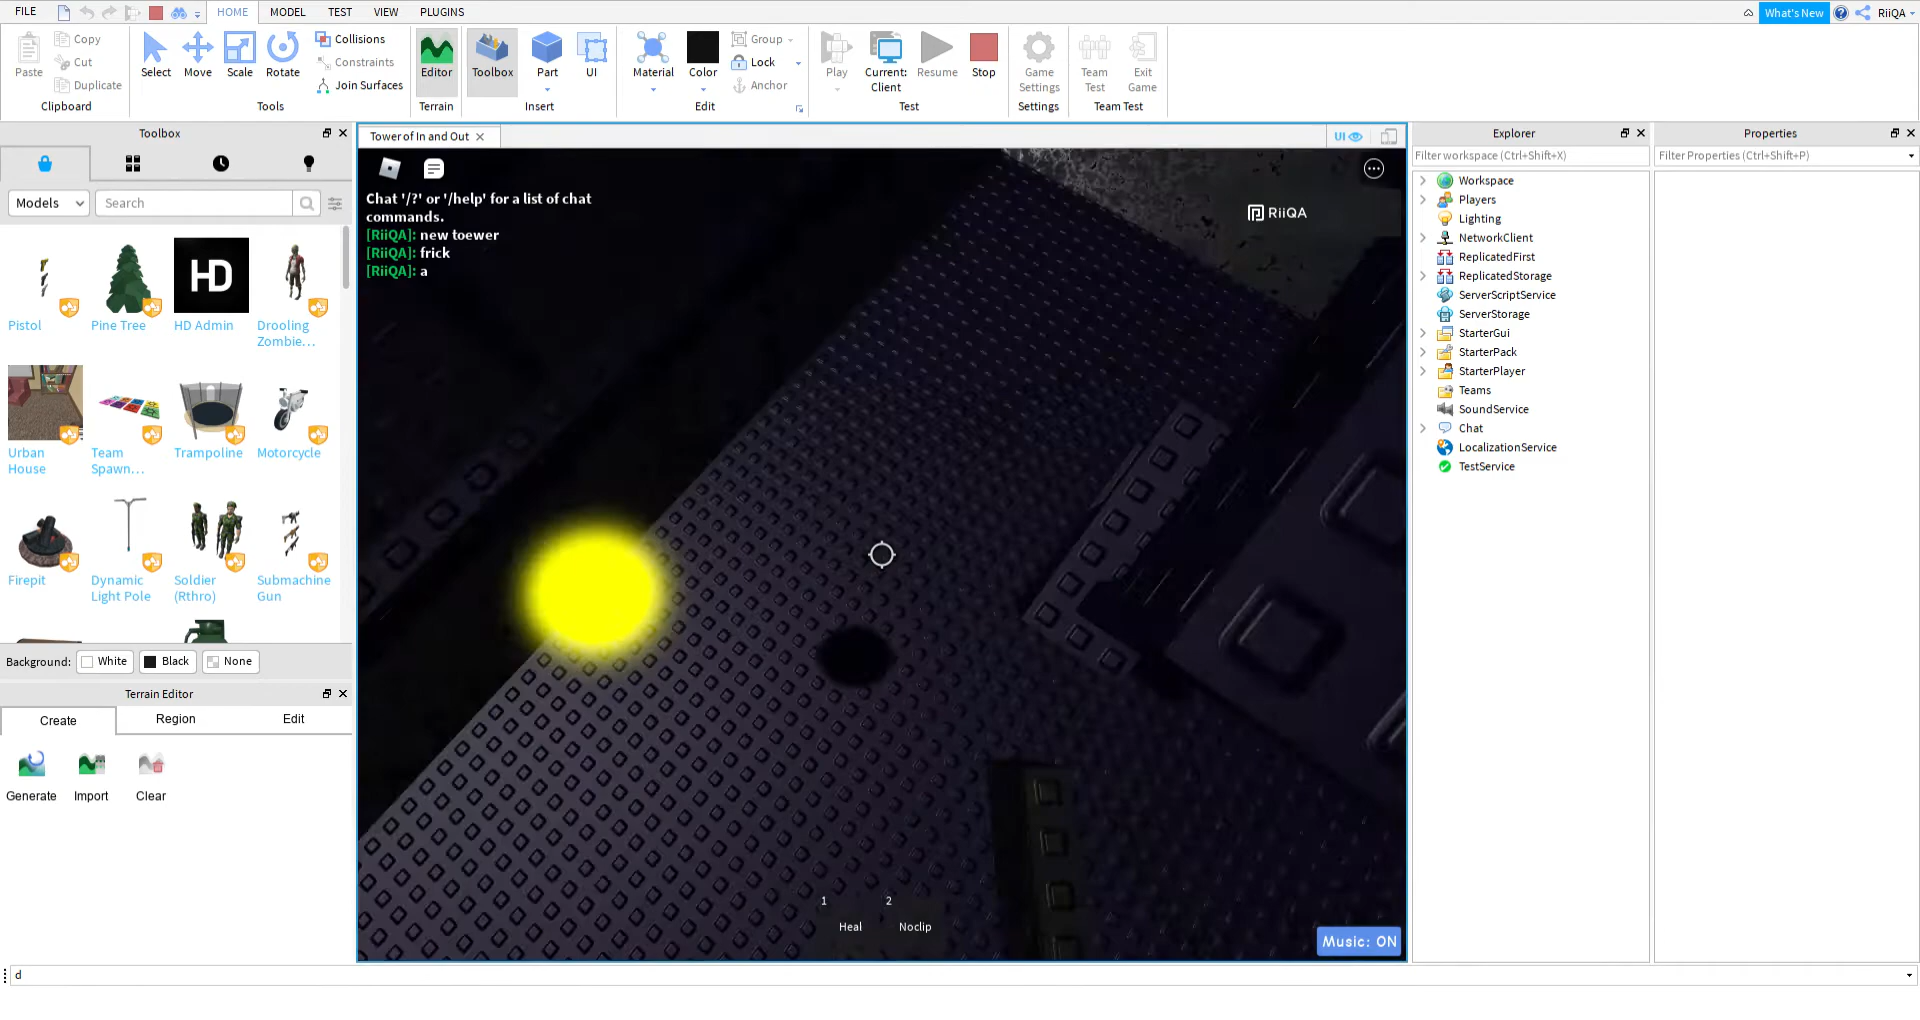 FILE HOME MODEL TEST VIEW PLUGINS What's New RiiQA
Paste Copy Cut Duplicate Clipboard
Select Move Scale Rotate Collisions Constraints Join Surfaces Tools
Editor Terrain
Toolbox Part UI Insert
Material Color Group Lock Anchor Edit
Play Current: Client Resume Stop Test
Game Settings Settings
Team Test Exit Game Team Test
Toolbox
Models Search
HD
Pistol Pine Tree HD Admin Drooling Zombie...
Urban House Team Spawn... Trampoline Motorcycle
Firepit Dynamic Light Pole Soldier (Rthro) Submachine Gun
Background: White Black None
Terrain Editor
Create Region Edit
Generate Import Clear
Tower of In and Out UI
Chat '/?' or '/help' for a list of chat
commands.
[RiiQA]: new toewer
[RiiQA]: frick
[RiiQA]: a
RiiQA
1 2
Heal Noclip
Music: ON
Explorer
Filter workspace (Ctrl+Shift+X)
Workspace
Players
Lighting
NetworkClient
ReplicatedFirst
ReplicatedStorage
ServerScriptService
ServerStorage
StarterGui
StarterPack
StarterPlayer
Teams
SoundService
Chat
LocalizationService
TestService
Properties
Filter Properties (Ctrl+Shift+P)
d